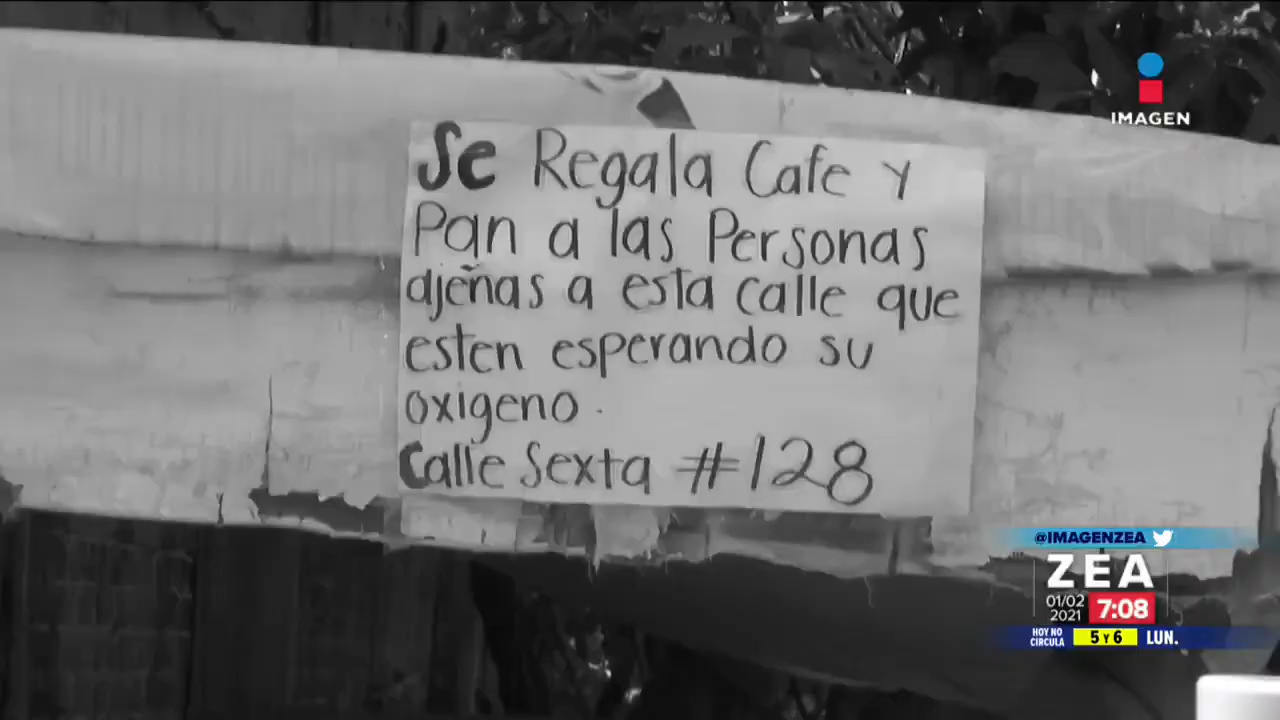 IMAGEN
Se Regala Cafe y
Pan a las Personas
ajeñas a esta calle que
esten esperando su
oxigeno.
Calle Sexta #128
@IMAGENZEA
ZEA
01/02
2021
7:08
HOY NO
CIRCULA
5 Y 6
LUN.